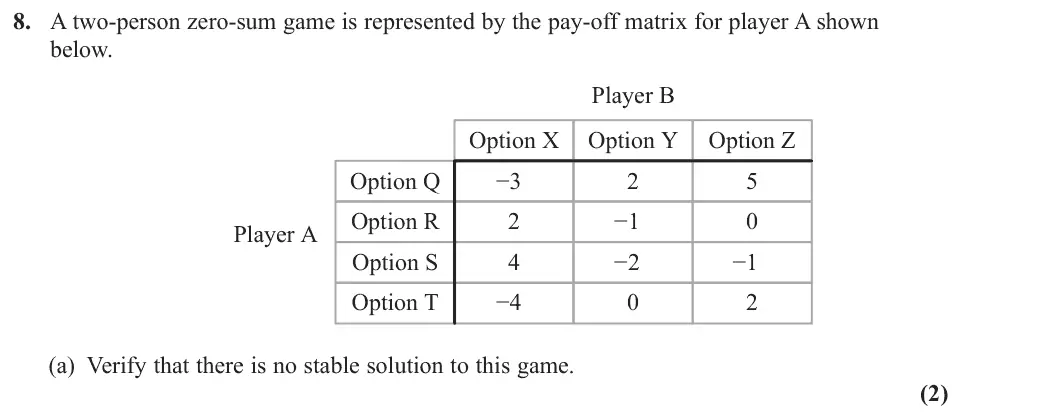 8. A two-person zero-sum game is represented by the pay-off matrix for player A shown
below.
Player B
Option X Option Y Option Z
Option Q −3 2 5
Player A
Option R 2 −1 0
Option S 4 −2 −1
Option T −4 0 2
(a) Verify that there is no stable solution to this game.
(2)